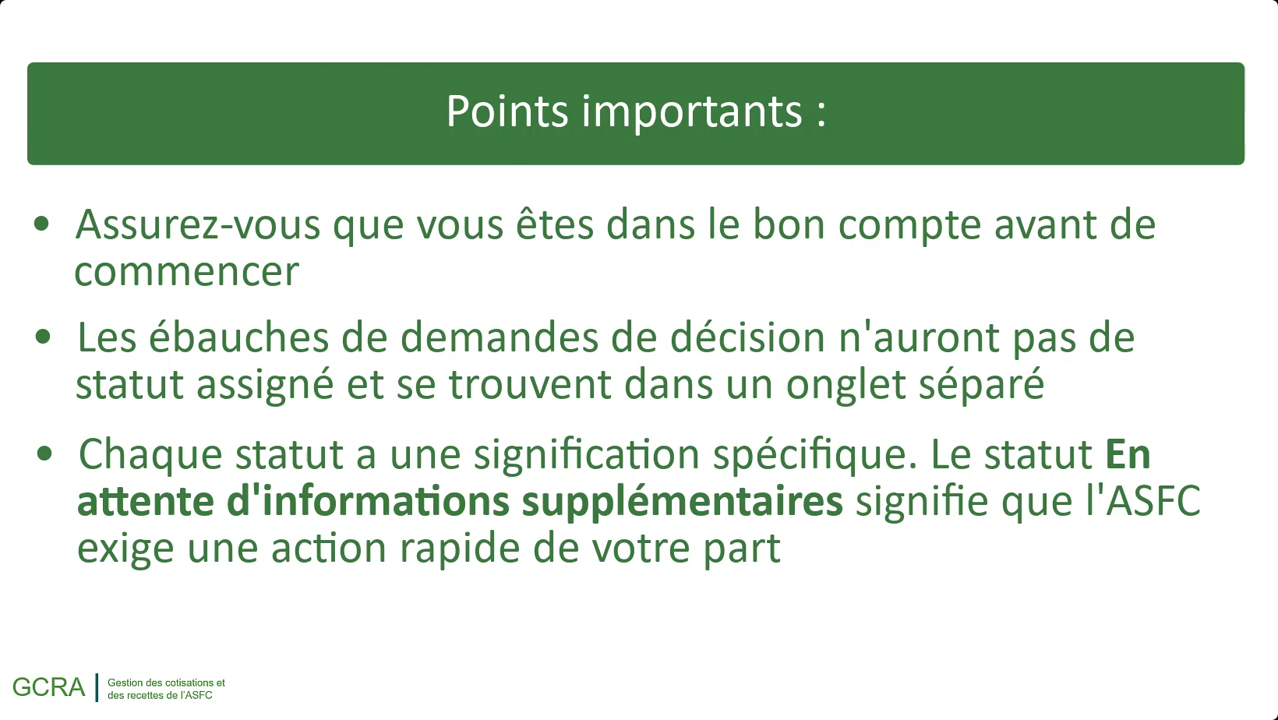 Points importants :
• Assurez-vous que vous êtes dans le bon compte avant de
commencer
• Les ébauches de demandes de décision n'auront pas de
statut assigné et se trouvent dans un onglet séparé
• Chaque statut a une signification spécifique. Le statut En
attente d'informations supplémentaires signifie que l'ASFC
exige une action rapide de votre part
GCRA
Gestion des cotisations et
des recettes de l'ASFC